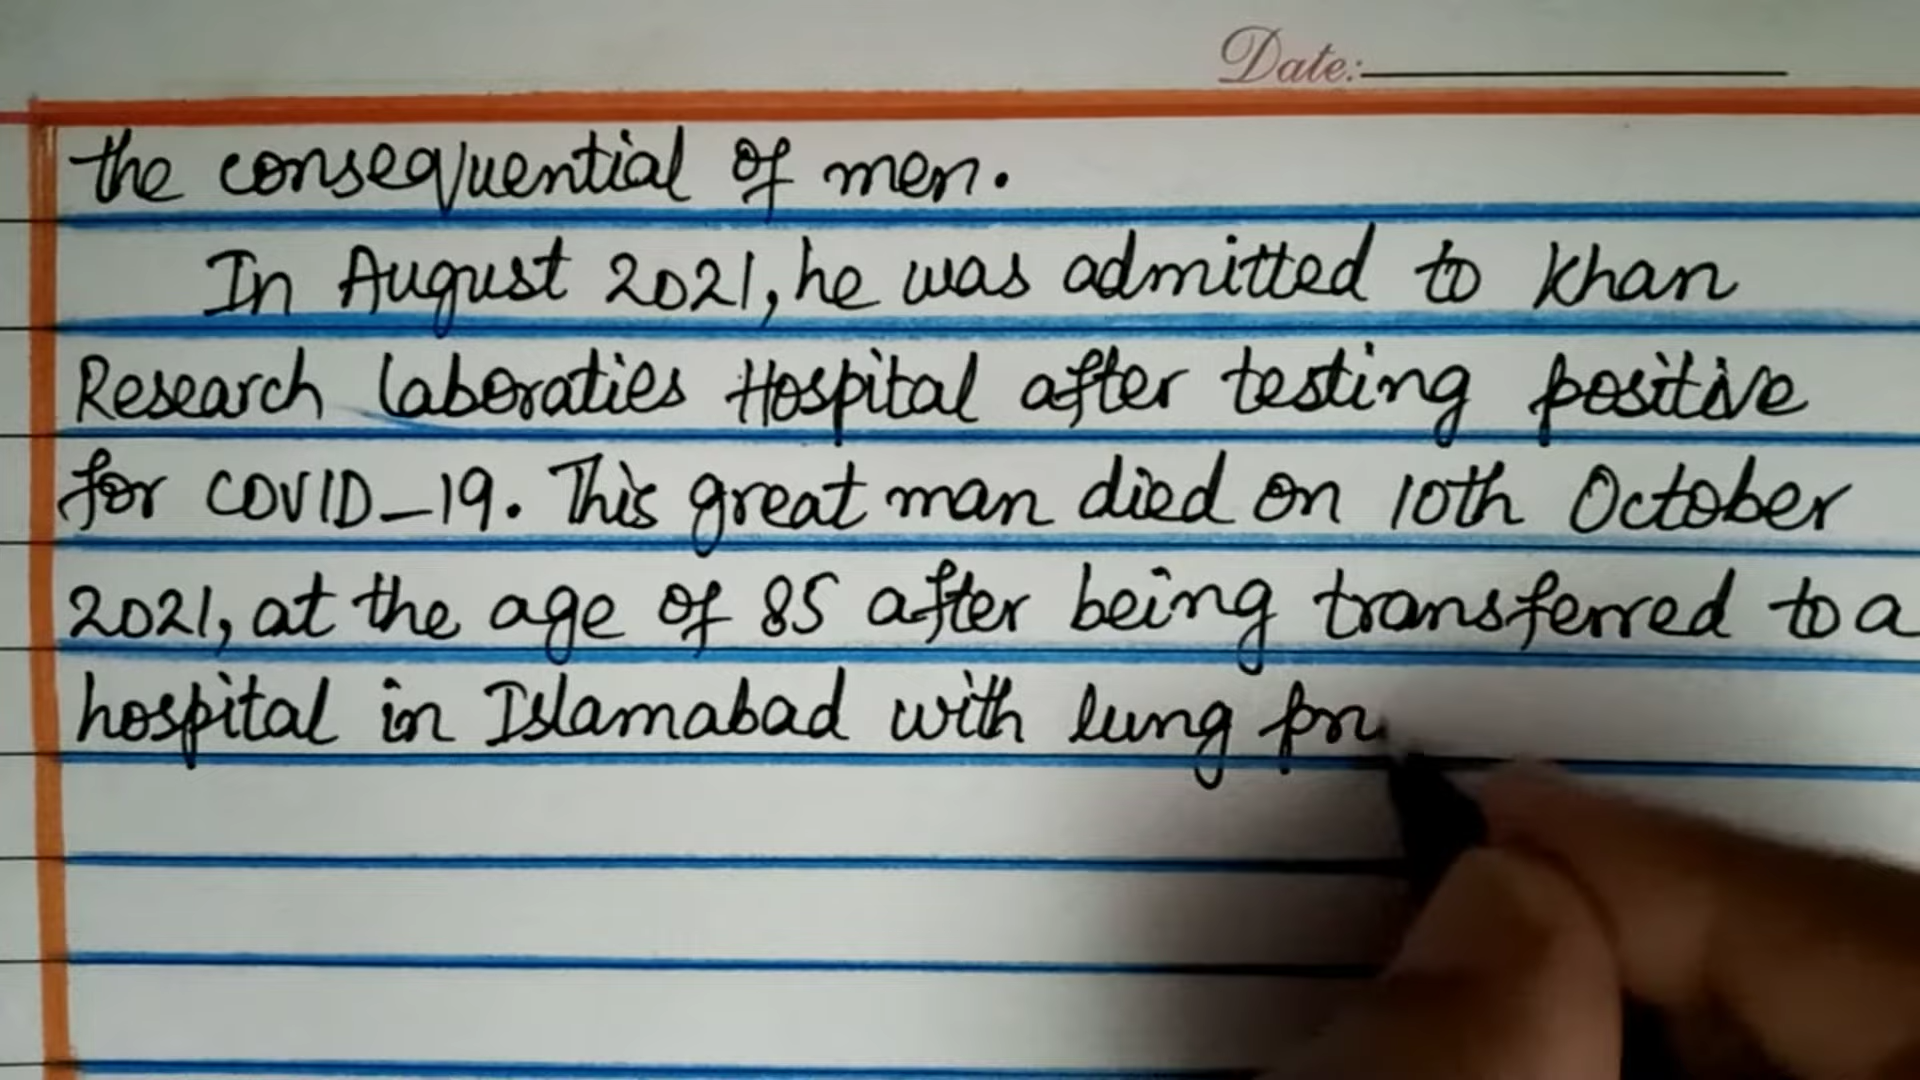 Date:
the consequential of men.
In August 2021, he was admitted to Khan
Research laboraties Hospital after testing positive
for COVID_19. This great man died on 10th October
2021, at the age of 85 after being transferred to a
hospital in Islamabad with lung